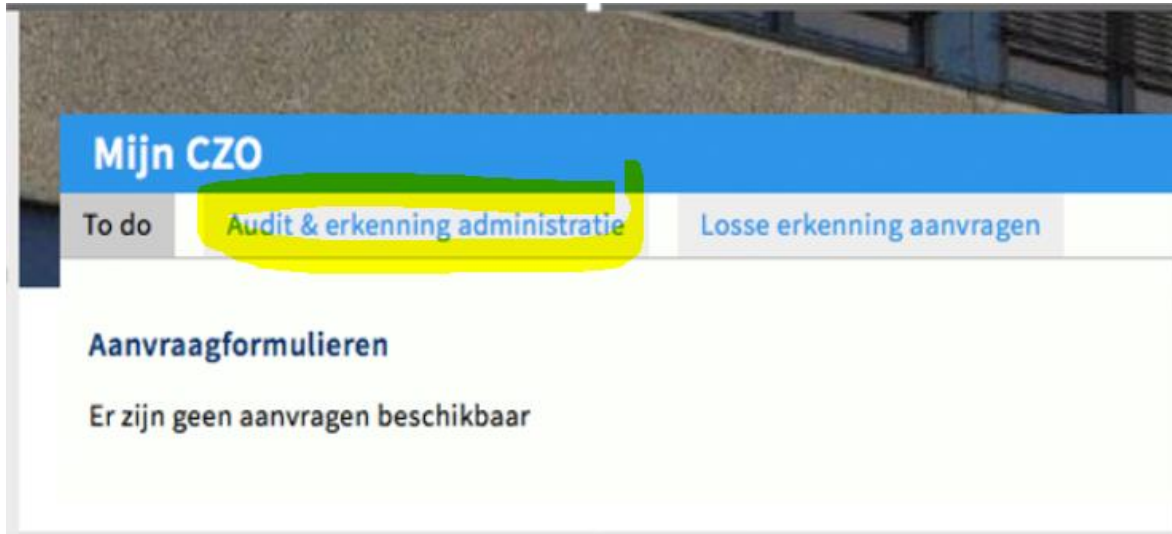 Mijn CZO
To do Audit & erkenning administratie Losse erkenning aanvragen
Aanvraagformulieren
Er zijn geen aanvragen beschikbaar